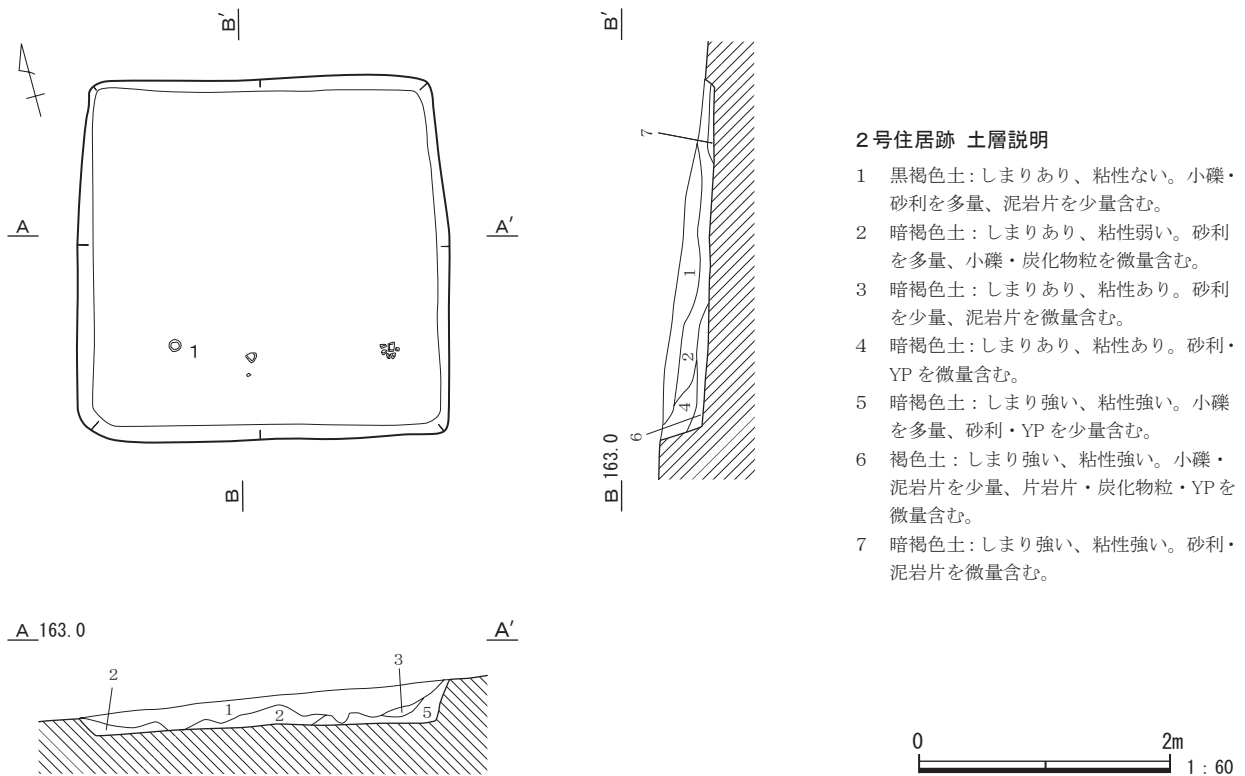 B'
A
A'
1
B
B'
7
1
2
4
6
B 163.0
2号住居跡 土層説明
1 黒褐色土:しまりあり、粘性ない。小礫・
砂利を多量、泥岩片を少量含む。
2 暗褐色土:しまりあり、粘性弱い。砂利
を多量、小礫・炭化物粒を微量含む。
3 暗褐色土:しまりあり、粘性あり。砂利
を少量、泥岩片を微量含む。
4 暗褐色土:しまりあり、粘性あり。砂利・
YPを微量含む。
5 暗褐色土:しまり強い、粘性強い。小礫
を多量、砂利・YPを少量含む。
6 褐色土:しまり強い、粘性強い。小礫・
泥岩片を少量、片岩片・炭化物粒・YPを
微量含む。
7 暗褐色土:しまり強い、粘性強い。砂利・
泥岩片を微量含む。
A 163.0
A'
2
3
1
2
5
0 2m
1:60